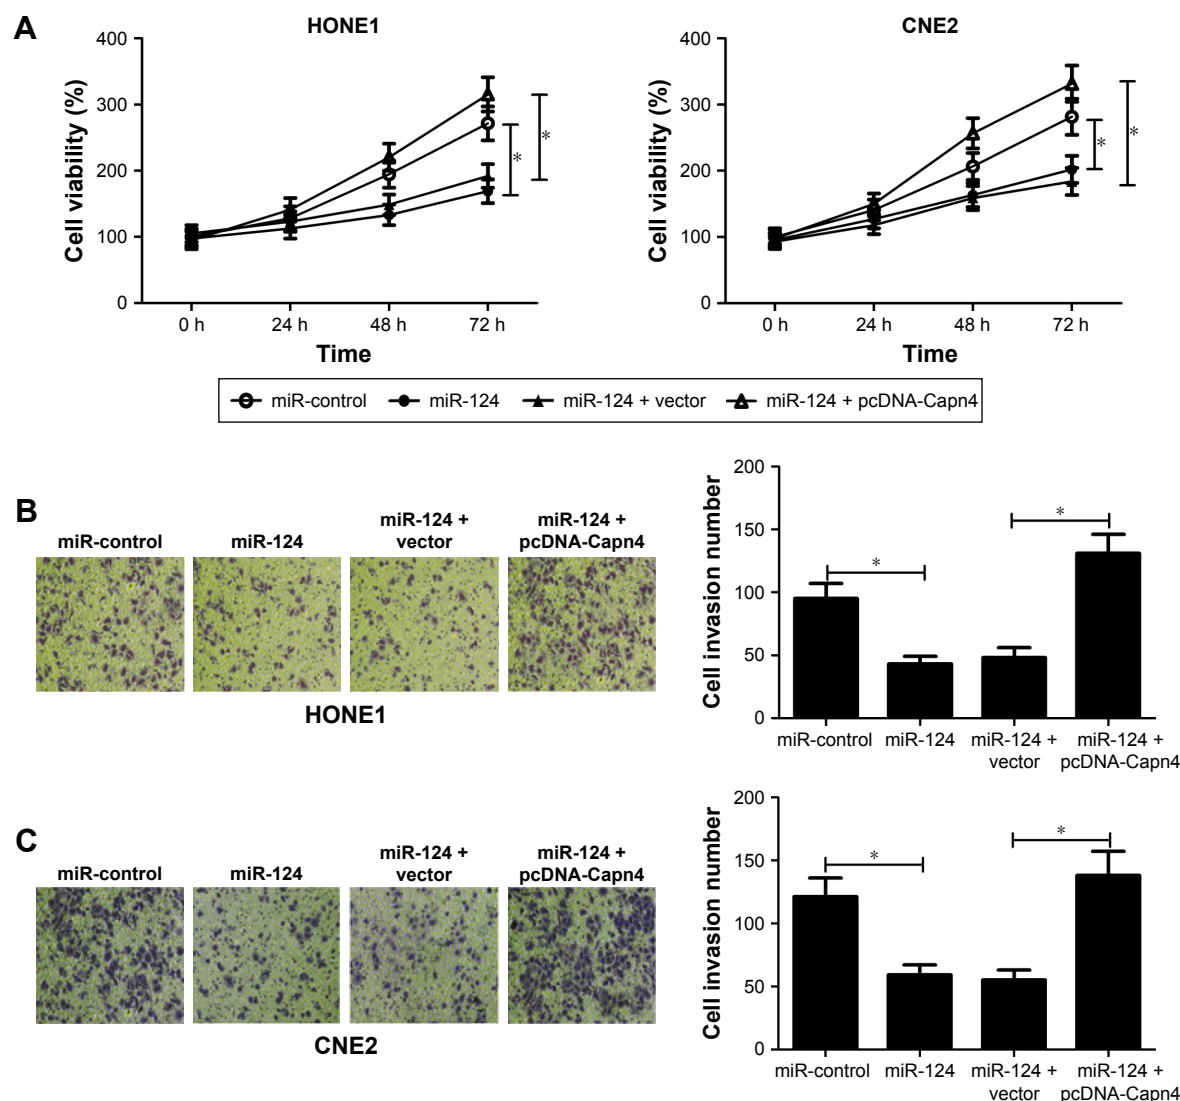 A
HONE1
CNE2
Cell viability (%)
400
300
200
100
0
0 h
24 h
48 h
72 h
Time
*
*
Cell viability (%)
400
300
200
100
0
0 h
24 h
48 h
72 h
Time
*
*
miR-control
miR-124
miR-124 + vector
miR-124 + pcDNA-Capn4
B
miR-control
miR-124
miR-124 +
vector
miR-124 +
pcDNA-Capn4
HONE1
Cell invasion number
200
150
100
50
0
*
*
miR-control
miR-124
miR-124 +
vector
miR-124 +
pcDNA-Capn4
C
miR-control
miR-124
miR-124 +
vector
miR-124 +
pcDNA-Capn4
CNE2
Cell invasion number
200
150
100
50
0
*
*
miR-control
miR-124
miR-124 +
vector
miR-124 +
pcDNA-Capn4